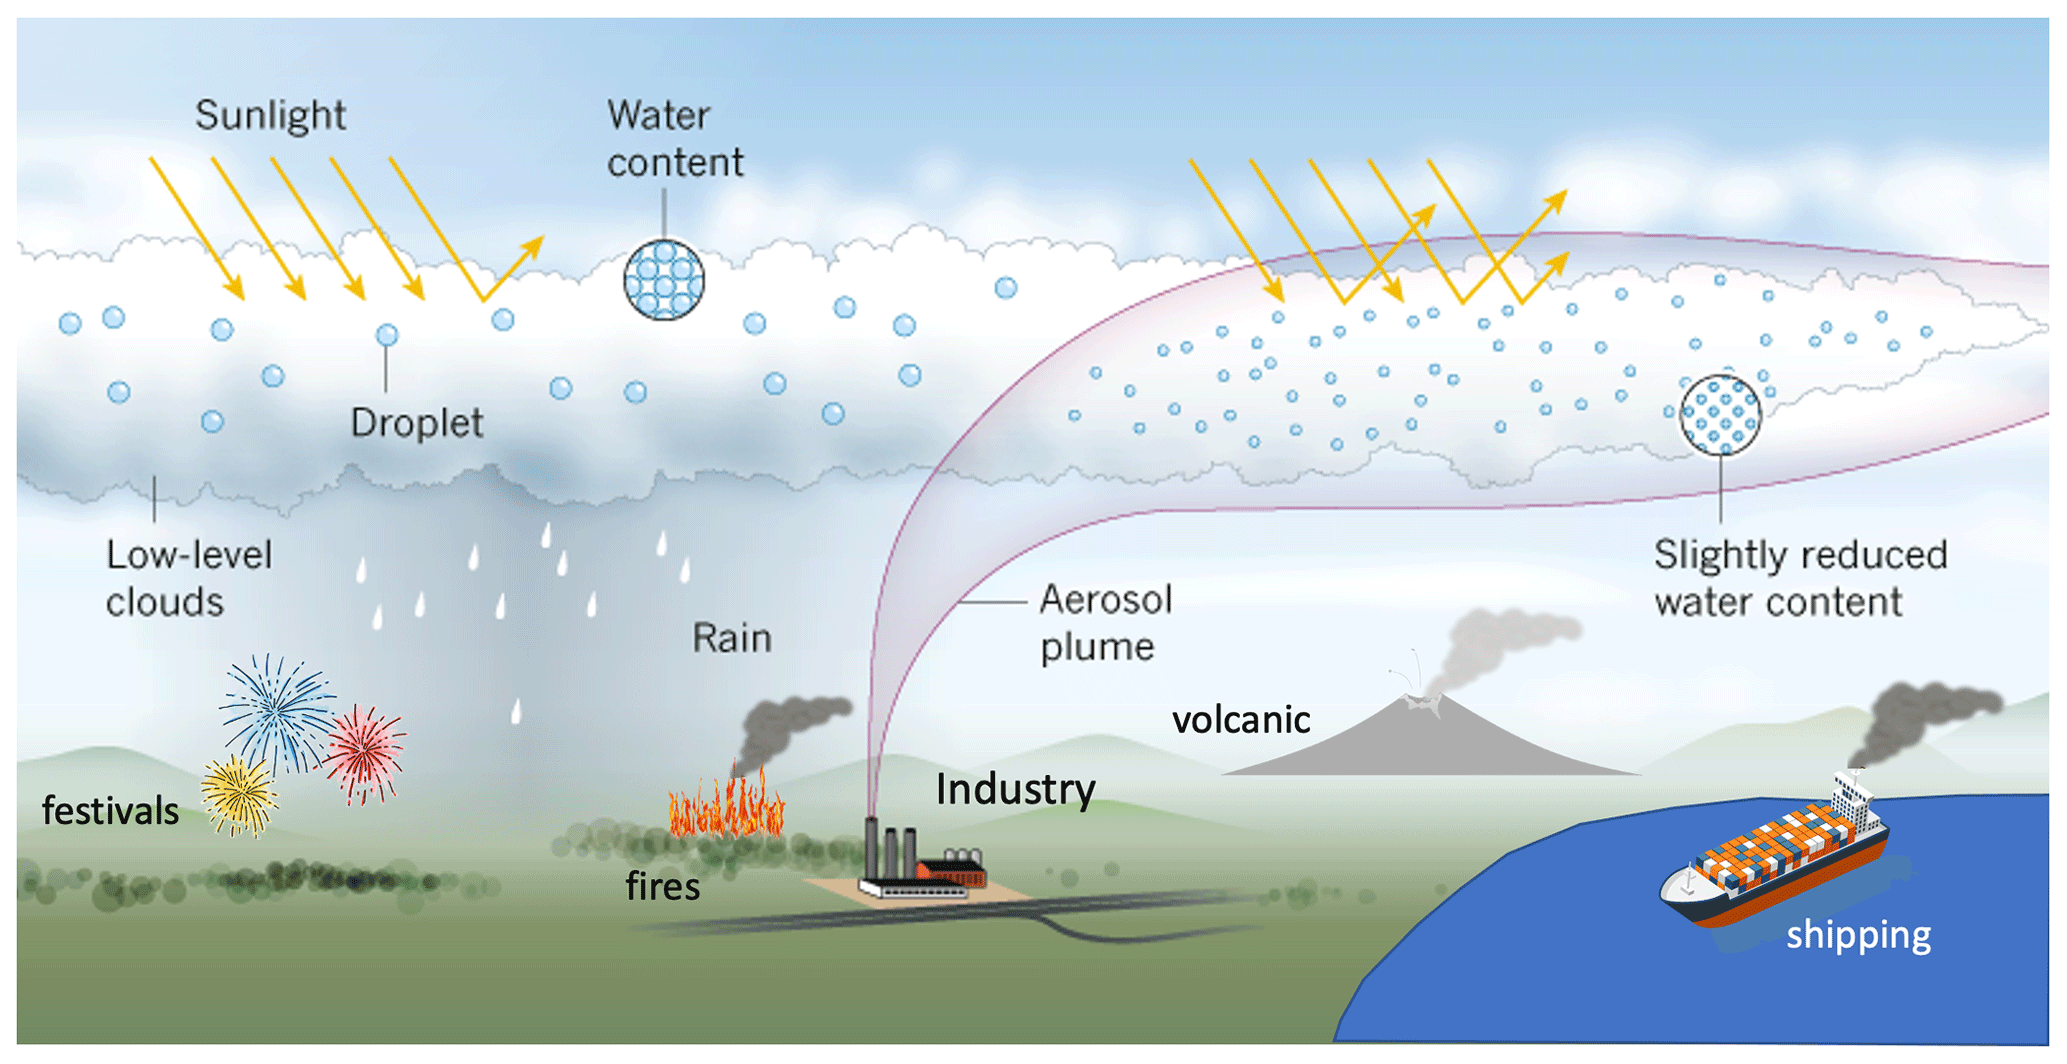 Sunlight
Water
content
Droplet
Low-level
clouds
Rain
Aerosol
plume
Slightly reduced
water content
volcanic
festivals
Industry
fires
shipping